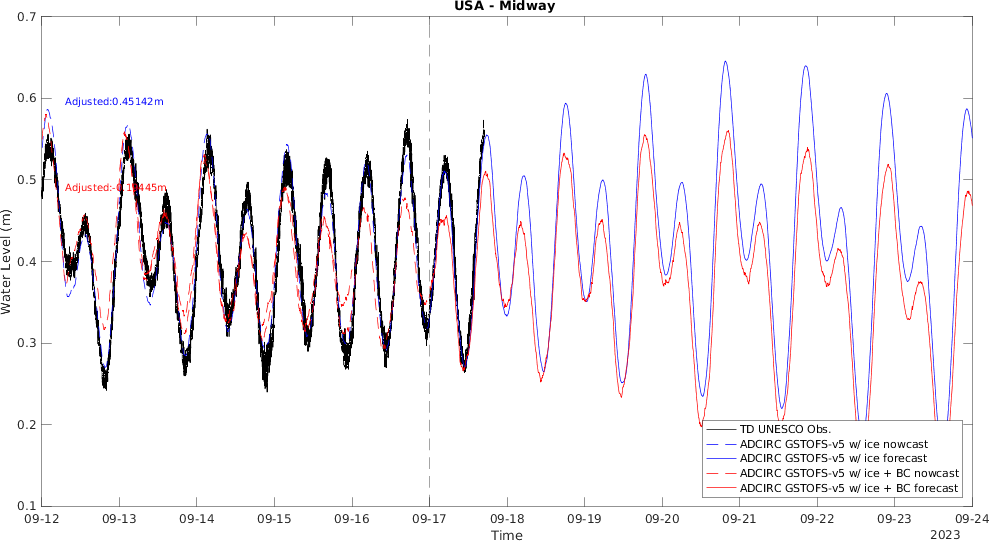 USA - Midway
0.7
0.6
0.5
0.4
0.3
0.2
0.1
Water Level (m)
Adjusted:0.45142m
09-12
09-13
09-14
09-15
09-16
09-17
09-18
09-19
09-20
09-21
09-22
09-23
09-24
Time
2023
TD UNESCO Obs.
ADCIRC GSTOFS-v5 w/ ice nowcast
ADCIRC GSTOFS-v5 w/ ice forecast
ADCIRC GSTOFS-v5 w/ ice + BC nowcast
ADCIRC GSTOFS-v5 w/ ice + BC forecast